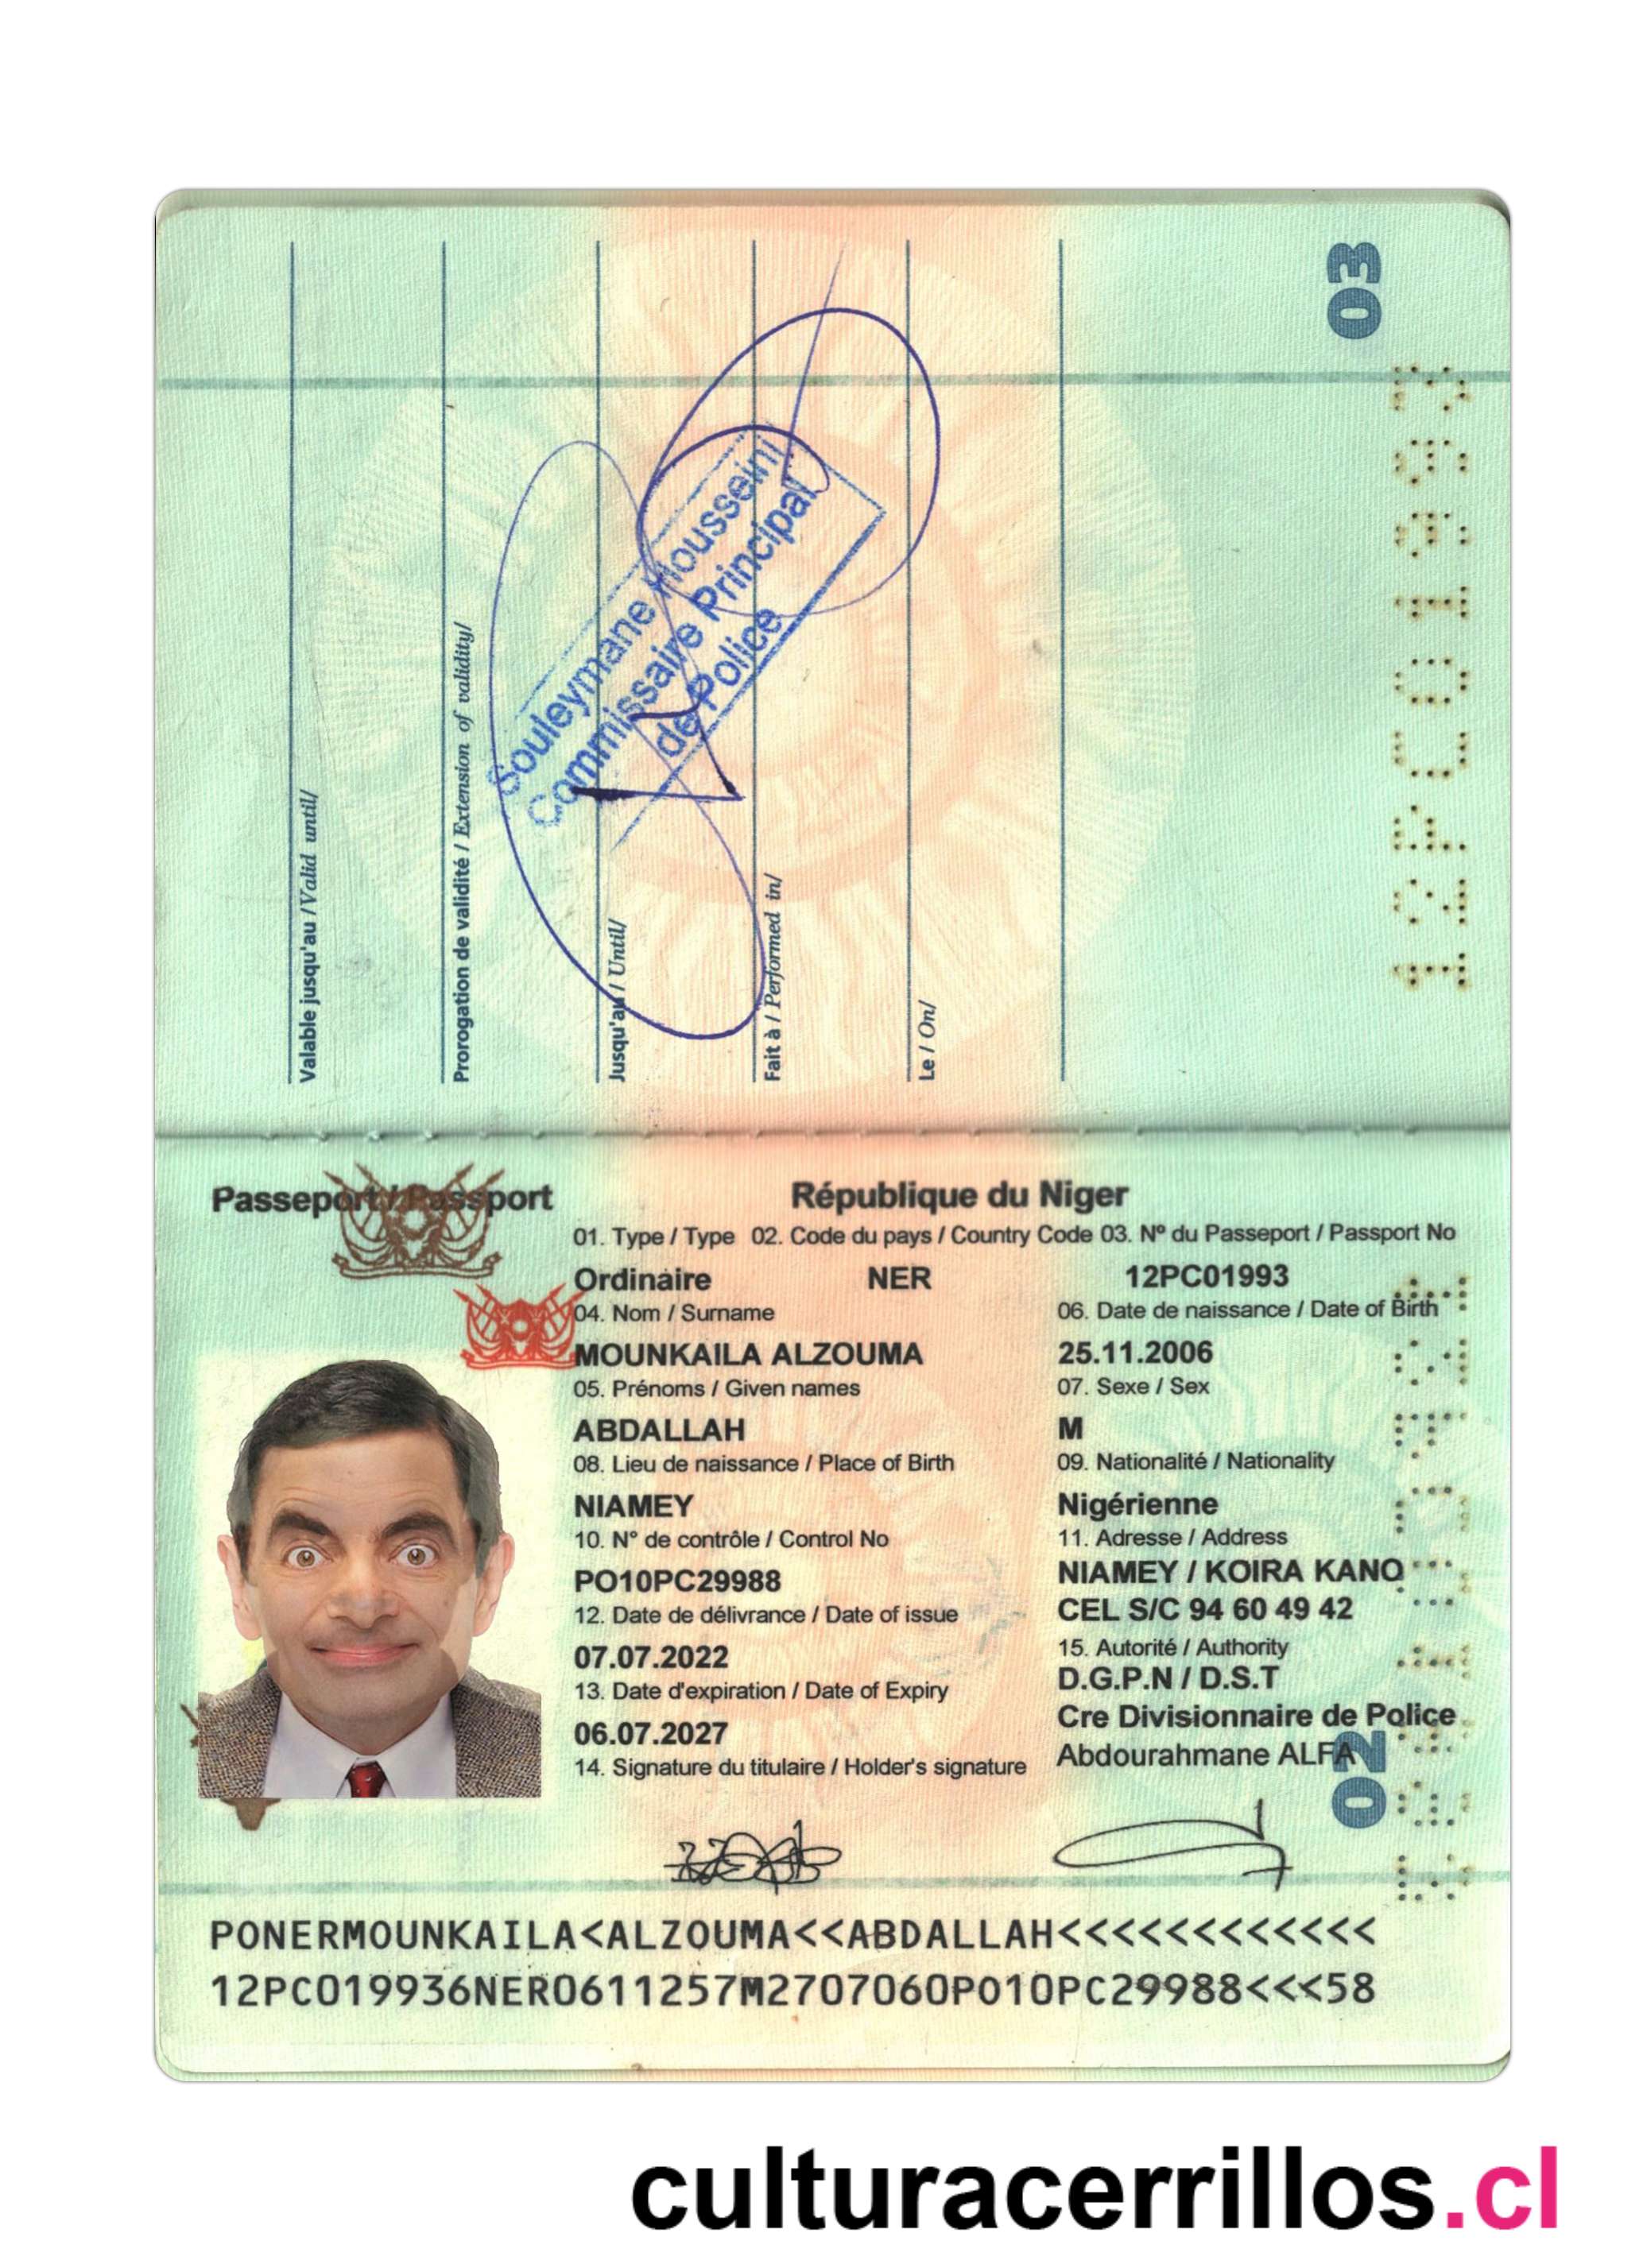 03
Valable jusqu'au / Valid until/
Prorogation de validité / Extension of validity/
Jusqu'au / Until/
Fait à / Performed in/
Le / On/
Souleymane Housseini
Commissaire Principal
de Police
12PC01993
Passeport / Passport
République du Niger
01. Type / Type 02. Code du pays / Country Code 03. Nº du Passeport / Passport No
Ordinaire NER 12PC01993
04. Nom / Surname
06. Date de naissance / Date of Birth
MOUNKAILA ALZOUMA
25.11.2006
05. Prénoms / Given names
07. Sexe / Sex
ABDALLAH
M
08. Lieu de naissance / Place of Birth
09. Nationalité / Nationality
NIAMEY
Nigérienne
10. N° de contrôle / Control No
11. Adresse / Address
PO10PC29988
NIAMEY / KOIRA KANO
CEL S/C 94 60 49 42
12. Date de délivrance / Date of issue
15. Autorité / Authority
07.07.2022
D.G.P.N / D.S.T
13. Date d'expiration / Date of Expiry
Cre Divisionnaire de Police
06.07.2027
Abdourahmane ALFA
14. Signature du titulaire / Holder's signature
02
PONERMOUNKAILA<ALZOUMA<<ABDALLAH<<<<<<<<<<<<
12PC019936NER0611257M2707060PO10PC29988<<<58
culturacerrillos.cl